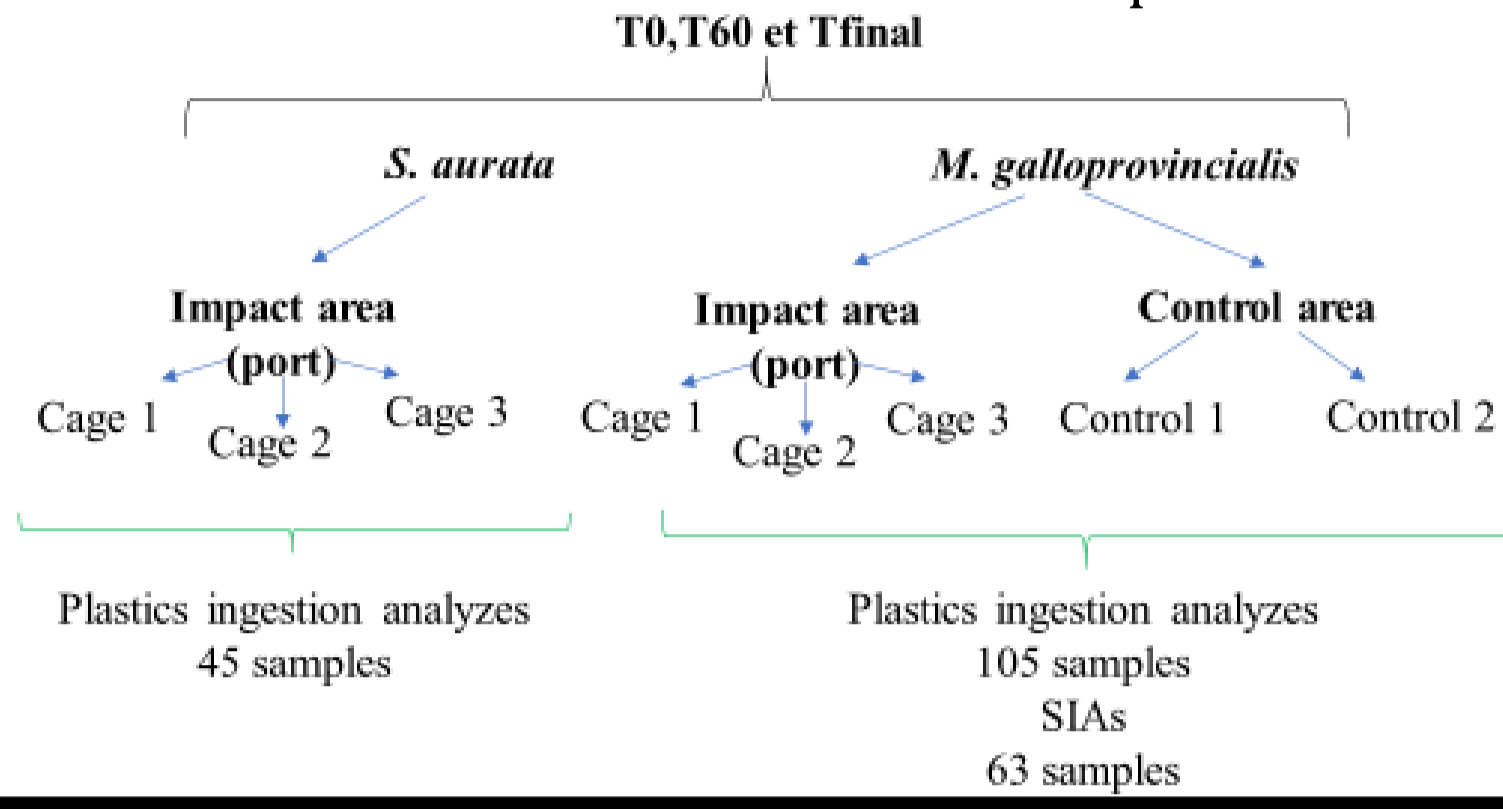 T0,T60 et Tfinal
S. aurata
M. galloprovincialis
Impact area
(port)
Cage 1
Cage 2
Cage 3
Impact area
(port)
Cage 1
Cage 2
Cage 3
Control area
Control 1
Control 2
Plastics ingestion analyzes
45 samples
Plastics ingestion analyzes
105 samples
SIAs
63 samples